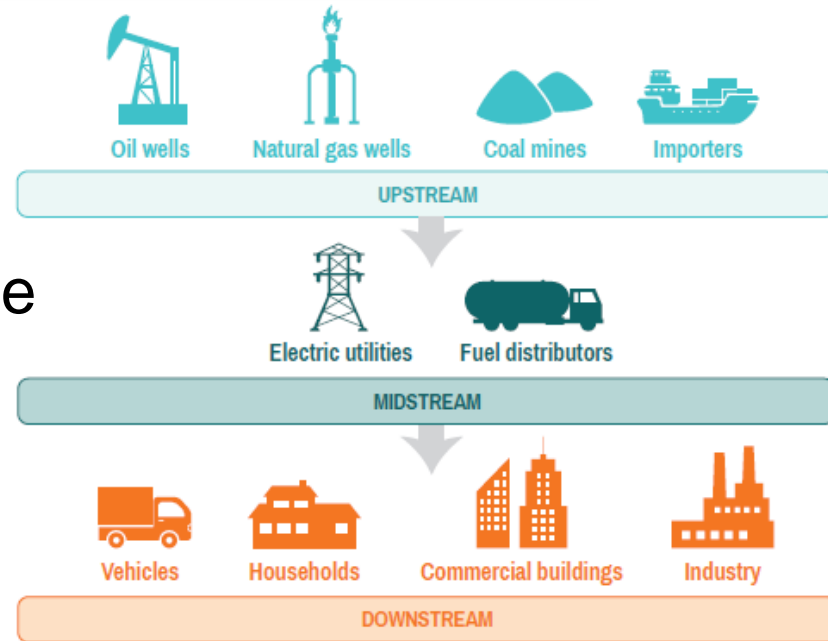 Oil wells Natural gas wells Coal mines Importers
UPSTREAM
e
Electric utilities Fuel distributors
MIDSTREAM
Vehicles Households Commercial buildings Industry
DOWNSTREAM